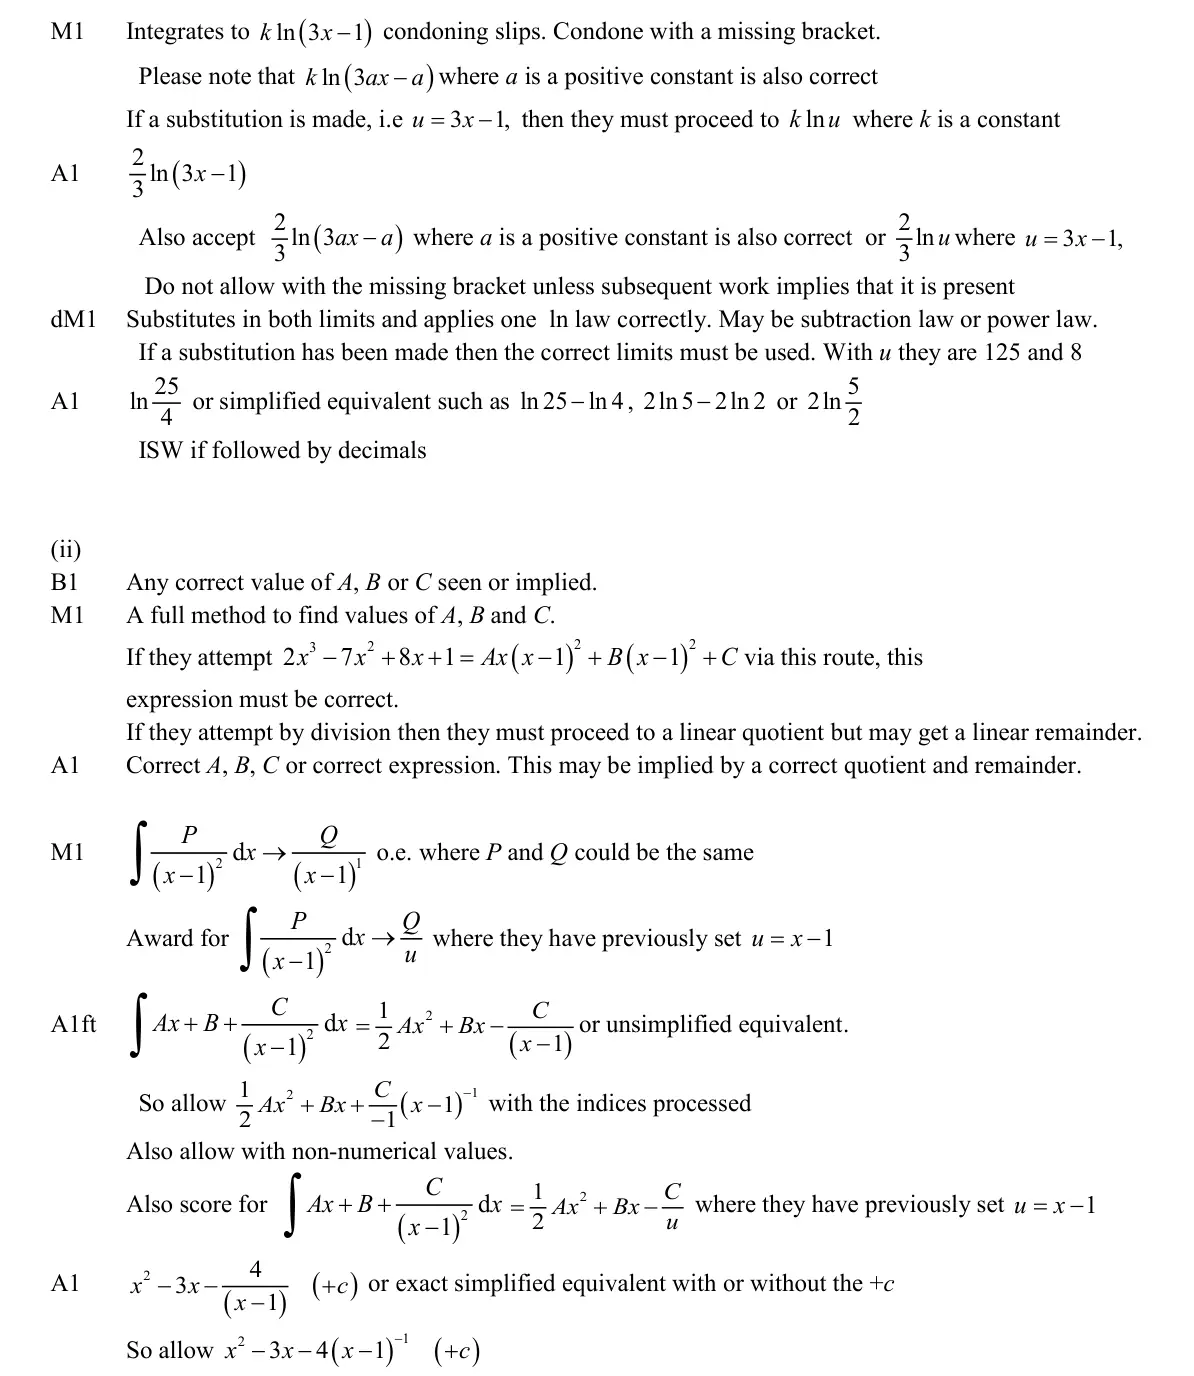 M1 Integrates to k ln(3x−1) condoning slips. Condone with a missing bracket.
Please note that k ln(3ax−a) where a is a positive constant is also correct
If a substitution is made, i.e u = 3x−1, then they must proceed to k ln u where k is a constant
A1 2/3 ln(3x−1)
Also accept 2/3 ln(3ax−a) where a is a positive constant is also correct or 2/3 ln u where u = 3x−1,
Do not allow with the missing bracket unless subsequent work implies that it is present
dM1 Substitutes in both limits and applies one ln law correctly. May be subtraction law or power law.
If a substitution has been made then the correct limits must be used. With u they are 125 and 8
A1 ln 25/4 or simplified equivalent such as ln 25 − ln 4, 2 ln 5 − 2 ln 2 or 2 ln 5/2
ISW if followed by decimals
(ii)
B1 Any correct value of A, B or C seen or implied.
M1 A full method to find values of A, B and C.
If they attempt 2x³ − 7x² + 8x + 1 = Ax(x−1)² + B(x−1)² + C via this route, this
expression must be correct.
If they attempt by division then they must proceed to a linear quotient but may get a linear remainder.
A1 Correct A, B, C or correct expression. This may be implied by a correct quotient and remainder.
M1 ∫ P/(x−1)² dx → Q/(x−1)¹ o.e. where P and Q could be the same
Award for ∫ P/(x−1)² dx → Q/u where they have previously set u = x−1
A1ft ∫ Ax + B + C/(x−1)² dx = 1/2 Ax² + Bx − C/(x−1) or unsimplified equivalent.
So allow 1/2 Ax² + Bx + C/−1 (x−1)⁻¹ with the indices processed
Also allow with non-numerical values.
Also score for ∫ Ax + B + C/(x−1)² dx = 1/2 Ax² + Bx − C/u where they have previously set u = x−1
A1 x² − 3x − 4/(x−1) (+c) or exact simplified equivalent with or without the +c
So allow x² − 3x − 4(x−1)⁻¹ (+c)